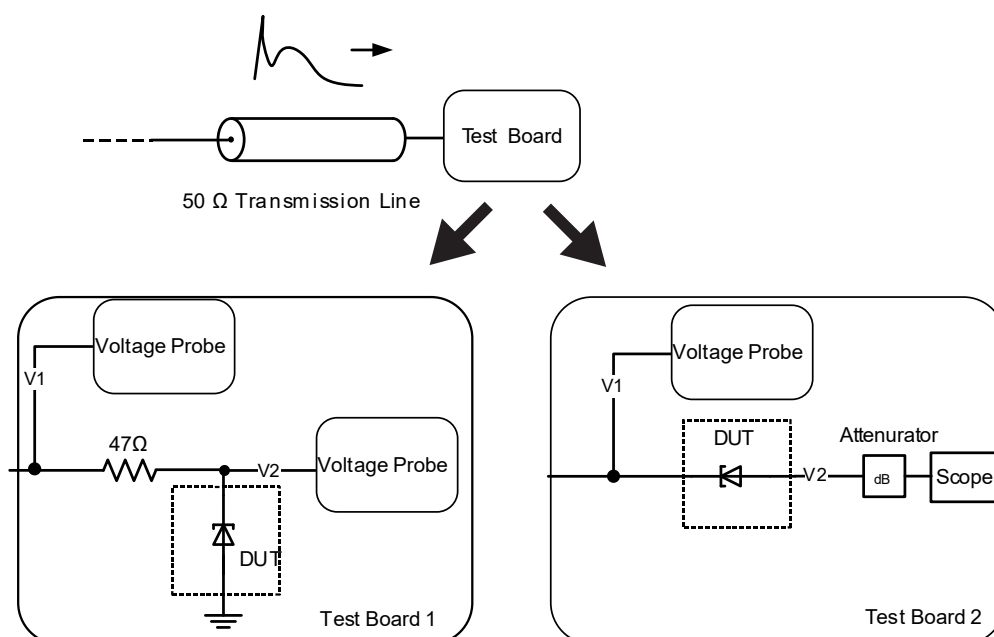 Test Board
50 Ω Transmission Line
Voltage Probe
V1
47Ω
V2
Voltage Probe
DUT
Test Board 1
Voltage Probe
V1
DUT
Attenurator
V2
dB
Scope
Test Board 2